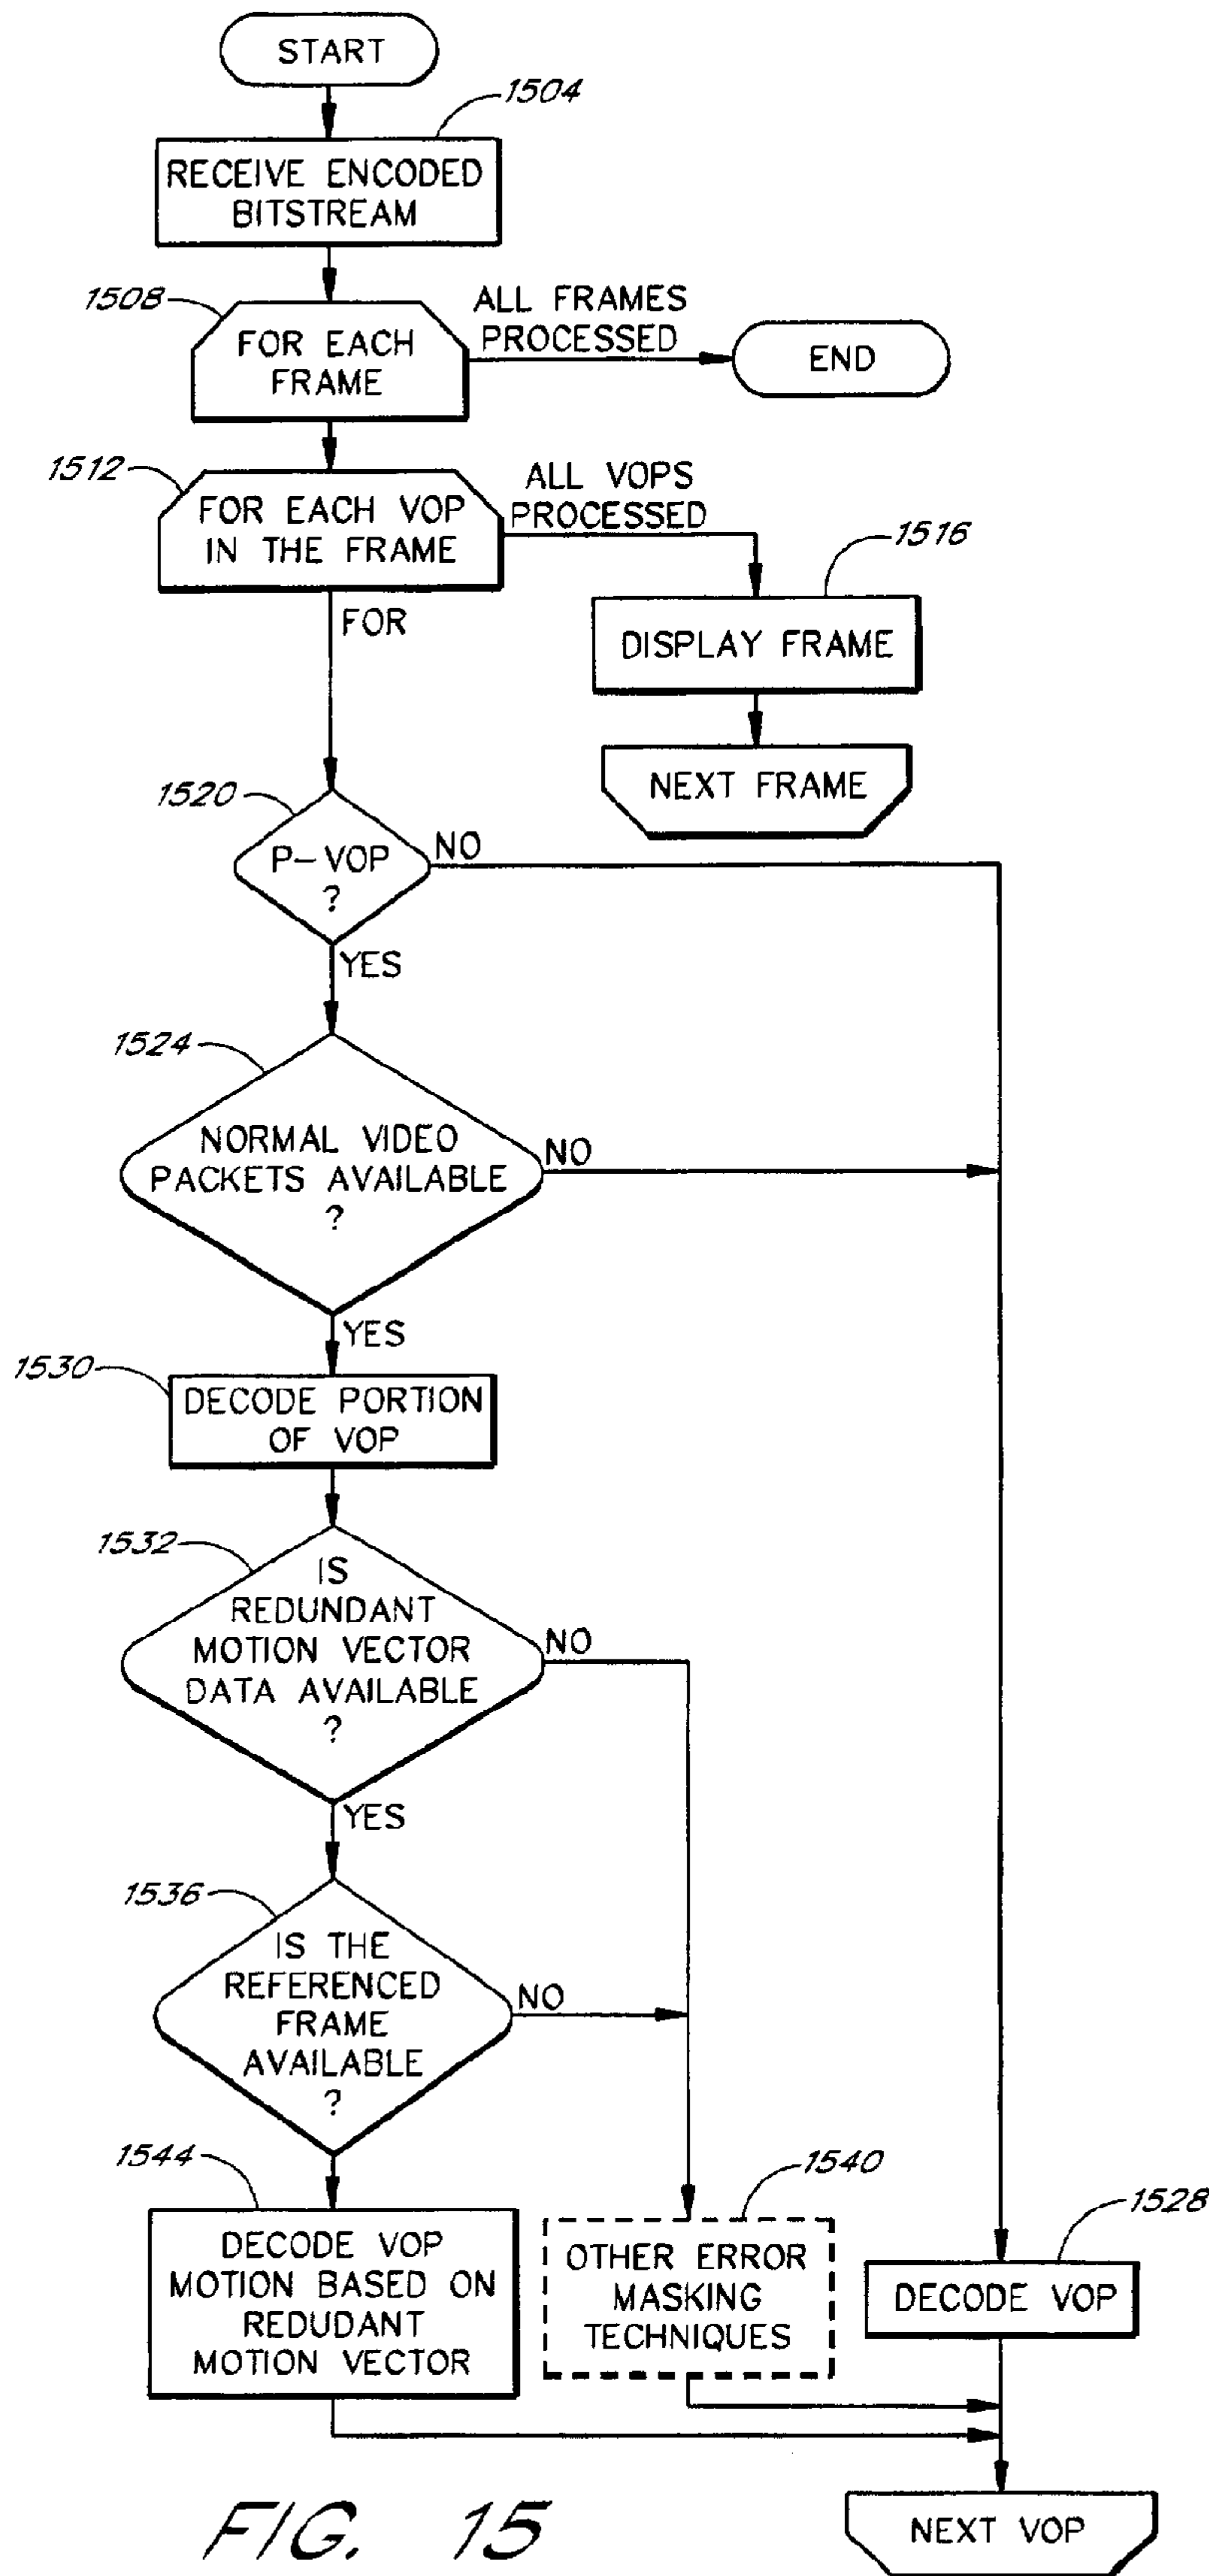 START
1504
RECEIVE ENCODED
BITSTREAM
1508
FOR EACH
FRAME
ALL FRAMES
PROCESSED
END
1512
FOR EACH VOP
IN THE FRAME
ALL VOPS
PROCESSED
1516
FOR
DISPLAY FRAME
NEXT FRAME
1520
P-VOP
?
NO
YES
1524
NORMAL VIDEO
PACKETS AVAILABLE
?
NO
YES
1530
DECODE PORTION
OF VOP
1532
IS
REDUNDANT
MOTION VECTOR
DATA AVAILABLE
?
NO
YES
1536
IS THE
REFERENCED
FRAME
AVAILABLE
?
NO
1544
DECODE VOP
MOTION BASED ON
REDUDANT
MOTION VECTOR
1540
OTHER ERROR
MASKING
TECHNIQUES
1528
DECODE VOP
NEXT VOP
FIG. 15